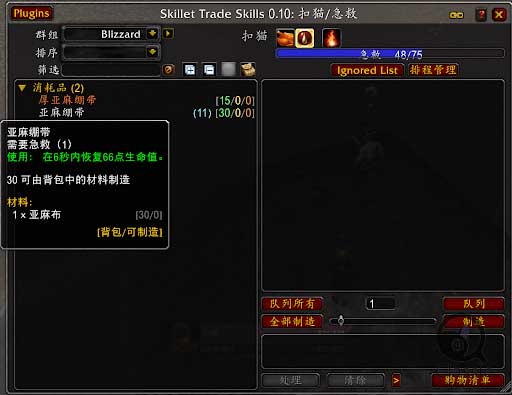 Plugins
Skillet Trade Skills 0.10: 扣猫/急救
群组 Blizzard
扣猫
排序
急救 48/75
筛选
Ignored List 排程管理
消耗品 (2)
厚亚麻绷带 [15/0/0]
亚麻绷带 (11) [30/0/0]
亚麻绷带
需要急救 (1)
使用: 在6秒内恢复66点生命值。
30 可由背包中的材料制造
材料:
1 x 亚麻布 [30/0]
[背包/可制造]
队列所有 1 队列
全部制造 制造
处理 清除 > 购物清单